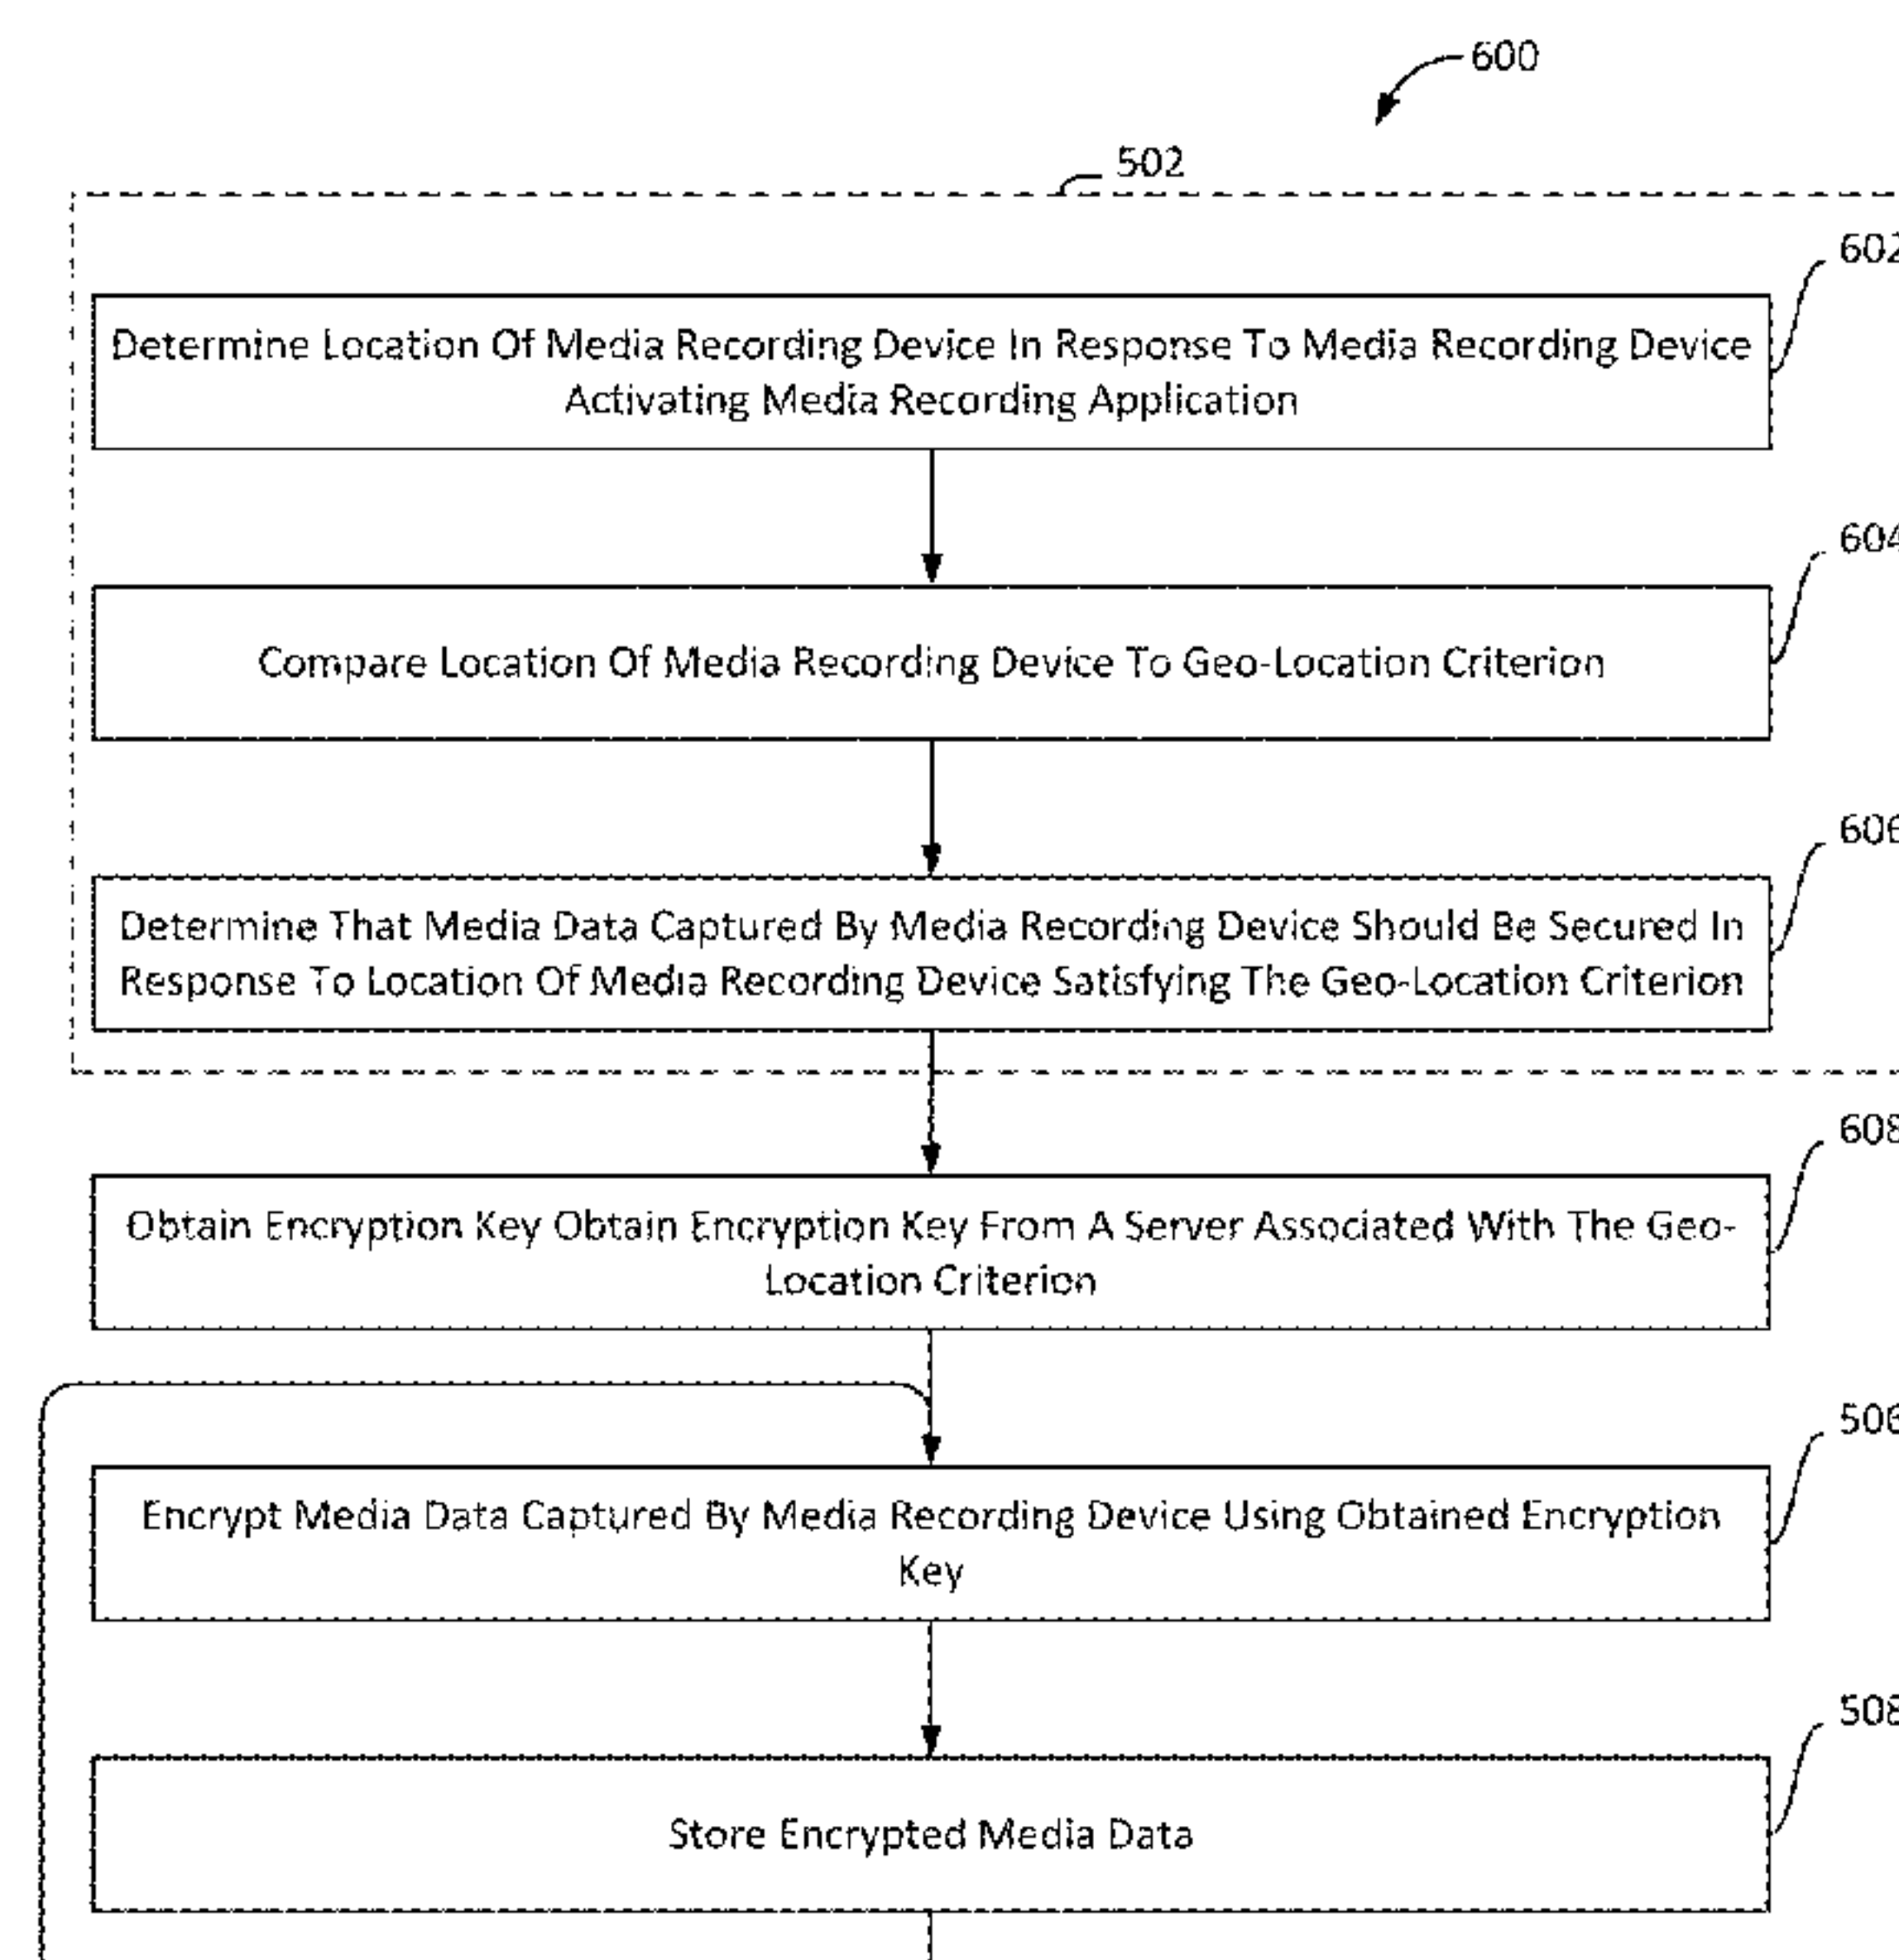 600
502
602
Determine Location Of Media Recording Device In Response To Media Recording Device
Activating Media Recording Application
604
Compare Location Of Media Recording Device To Geo-Location Criterion
606
Determine That Media Data Captured By Media Recording Device Should Be Secured In
Response To Location Of Media Recording Device Satisfying The Geo-Location Criterion
608
Obtain Encryption Key Obtain Encryption Key From A Server Associated With The Geo-
Location Criterion
506
Encrypt Media Data Captured By Media Recording Device Using Obtained Encryption
Key
508
Store Encrypted Media Data